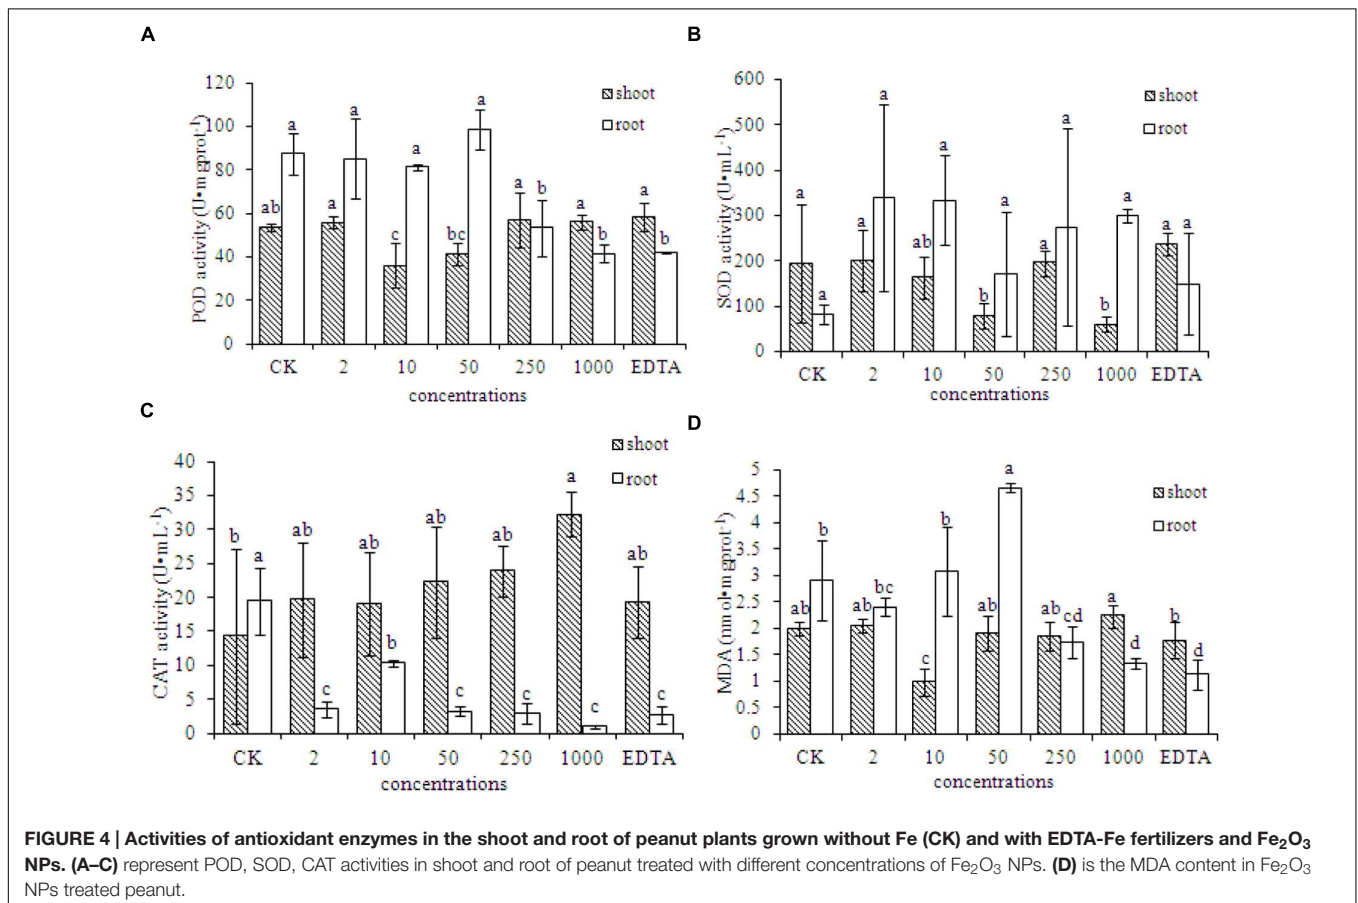 A
120
100
80
60
40
20
0
POD activity (U•mgprot⁻¹)
shoot
root
ab
a
a
a
c
a
bc
a
a
b
a
b
a
b
CK 2 10 50 250 1000 EDTA
concentrations
B
600
500
400
300
200
100
0
SOD activity (U•mL⁻¹)
shoot
root
a
a
a
a
ab
a
b
a
a
a
b
a
a
a
CK 2 10 50 250 1000 EDTA
concentrations
C
40
35
30
25
20
15
10
5
0
CAT activity (U•mL⁻¹)
shoot
root
b
a
ab
c
ab
b
ab
c
ab
c
a
c
ab
c
CK 2 10 50 250 1000 EDTA
concentrations
D
5
4.5
4
3.5
3
2.5
2
1.5
1
0.5
0
MDA (nmol•mgprot⁻¹)
shoot
root
ab
b
ab
bc
c
b
ab
a
ab
cd
a
d
b
d
CK 2 10 50 250 1000 EDTA
concentrations
FIGURE 4 | Activities of antioxidant enzymes in the shoot and root of peanut plants grown without Fe (CK) and with EDTA-Fe fertilizers and Fe₂O₃
NPs. (A–C) represent POD, SOD, CAT activities in shoot and root of peanut treated with different concentrations of Fe₂O₃ NPs. (D) is the MDA content in Fe₂O₃
NPs treated peanut.